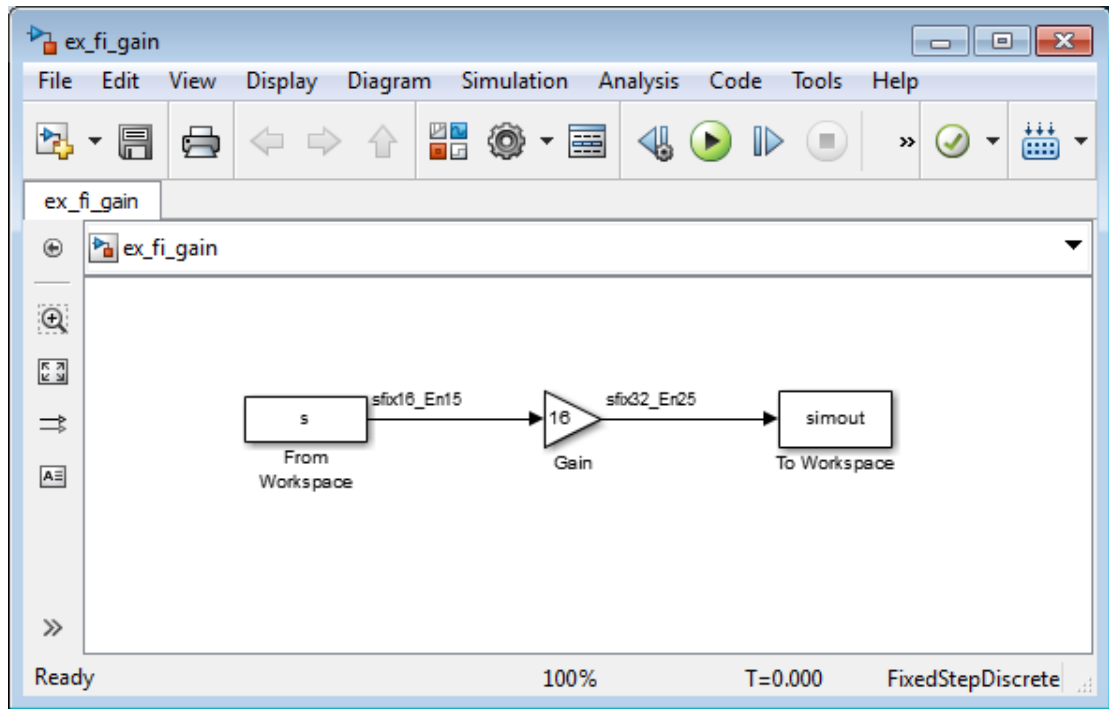 ex_fi_gain
File Edit View Display Diagram Simulation Analysis Code Tools Help
ex_fi_gain
ex_fi_gain
sfix16_En15
sfix32_En25
s
16
simout
From
Workspace
Gain
To Workspace
Ready 100% T=0.000 FixedStepDiscrete